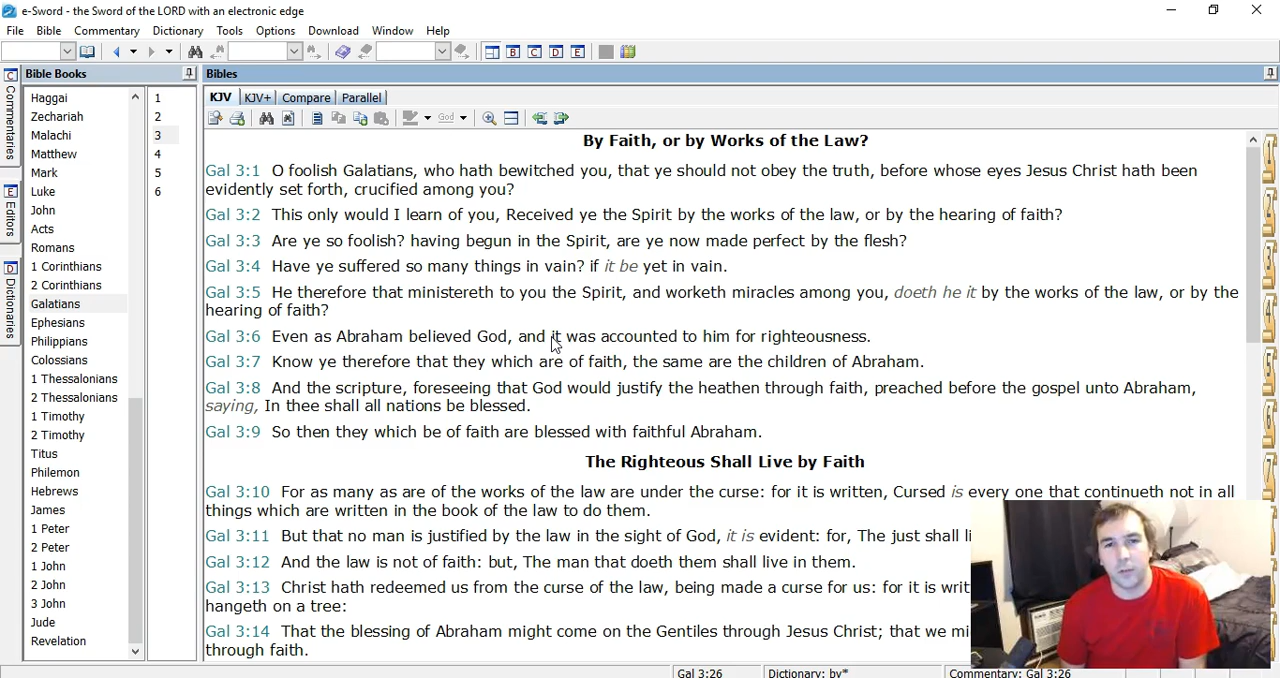 e-Sword - the Sword of the LORD with an electronic edge
File Bible Commentary Dictionary Tools Options Download Window Help
B C D E
C Commentaries
E Editors
D Dictionaries
Bible Books
Haggai
Zechariah
Malachi
Matthew
Mark
Luke
John
Acts
Romans
1 Corinthians
2 Corinthians
Galatians
Ephesians
Philippians
Colossians
1 Thessalonians
2 Thessalonians
1 Timothy
2 Timothy
Titus
Philemon
Hebrews
James
1 Peter
2 Peter
1 John
2 John
3 John
Jude
Revelation
1
2
3
4
5
6
Bibles
KJV KJV+ Compare Parallel
God
By Faith, or by Works of the Law?
Gal 3:1 O foolish Galatians, who hath bewitched you, that ye should not obey the truth, before whose eyes Jesus Christ hath been
evidently set forth, crucified among you?
Gal 3:2 This only would I learn of you, Received ye the Spirit by the works of the law, or by the hearing of faith?
Gal 3:3 Are ye so foolish? having begun in the Spirit, are ye now made perfect by the flesh?
Gal 3:4 Have ye suffered so many things in vain? if it be yet in vain.
Gal 3:5 He therefore that ministereth to you the Spirit, and worketh miracles among you, doeth he it by the works of the law, or by the
hearing of faith?
Gal 3:6 Even as Abraham believed God, and it was accounted to him for righteousness.
Gal 3:7 Know ye therefore that they which are of faith, the same are the children of Abraham.
Gal 3:8 And the scripture, foreseeing that God would justify the heathen through faith, preached before the gospel unto Abraham,
saying, In thee shall all nations be blessed.
Gal 3:9 So then they which be of faith are blessed with faithful Abraham.
The Righteous Shall Live by Faith
Gal 3:10 For as many as are of the works of the law are under the curse: for it is written, Cursed is every one that continueth not in all
things which are written in the book of the law to do them.
Gal 3:11 But that no man is justified by the law in the sight of God, it is evident: for, The just shall
Gal 3:12 And the law is not of faith: but, The man that doeth them shall live in them.
Gal 3:13 Christ hath redeemed us from the curse of the law, being made a curse for us: for it is
hangeth on a tree:
Gal 3:14 That the blessing of Abraham might come on the Gentiles through Jesus Christ; that we
through faith.
1
2
3
4
5
6
7
Gal 3:26 Dictionary: by* Commentary: Gal 3:26